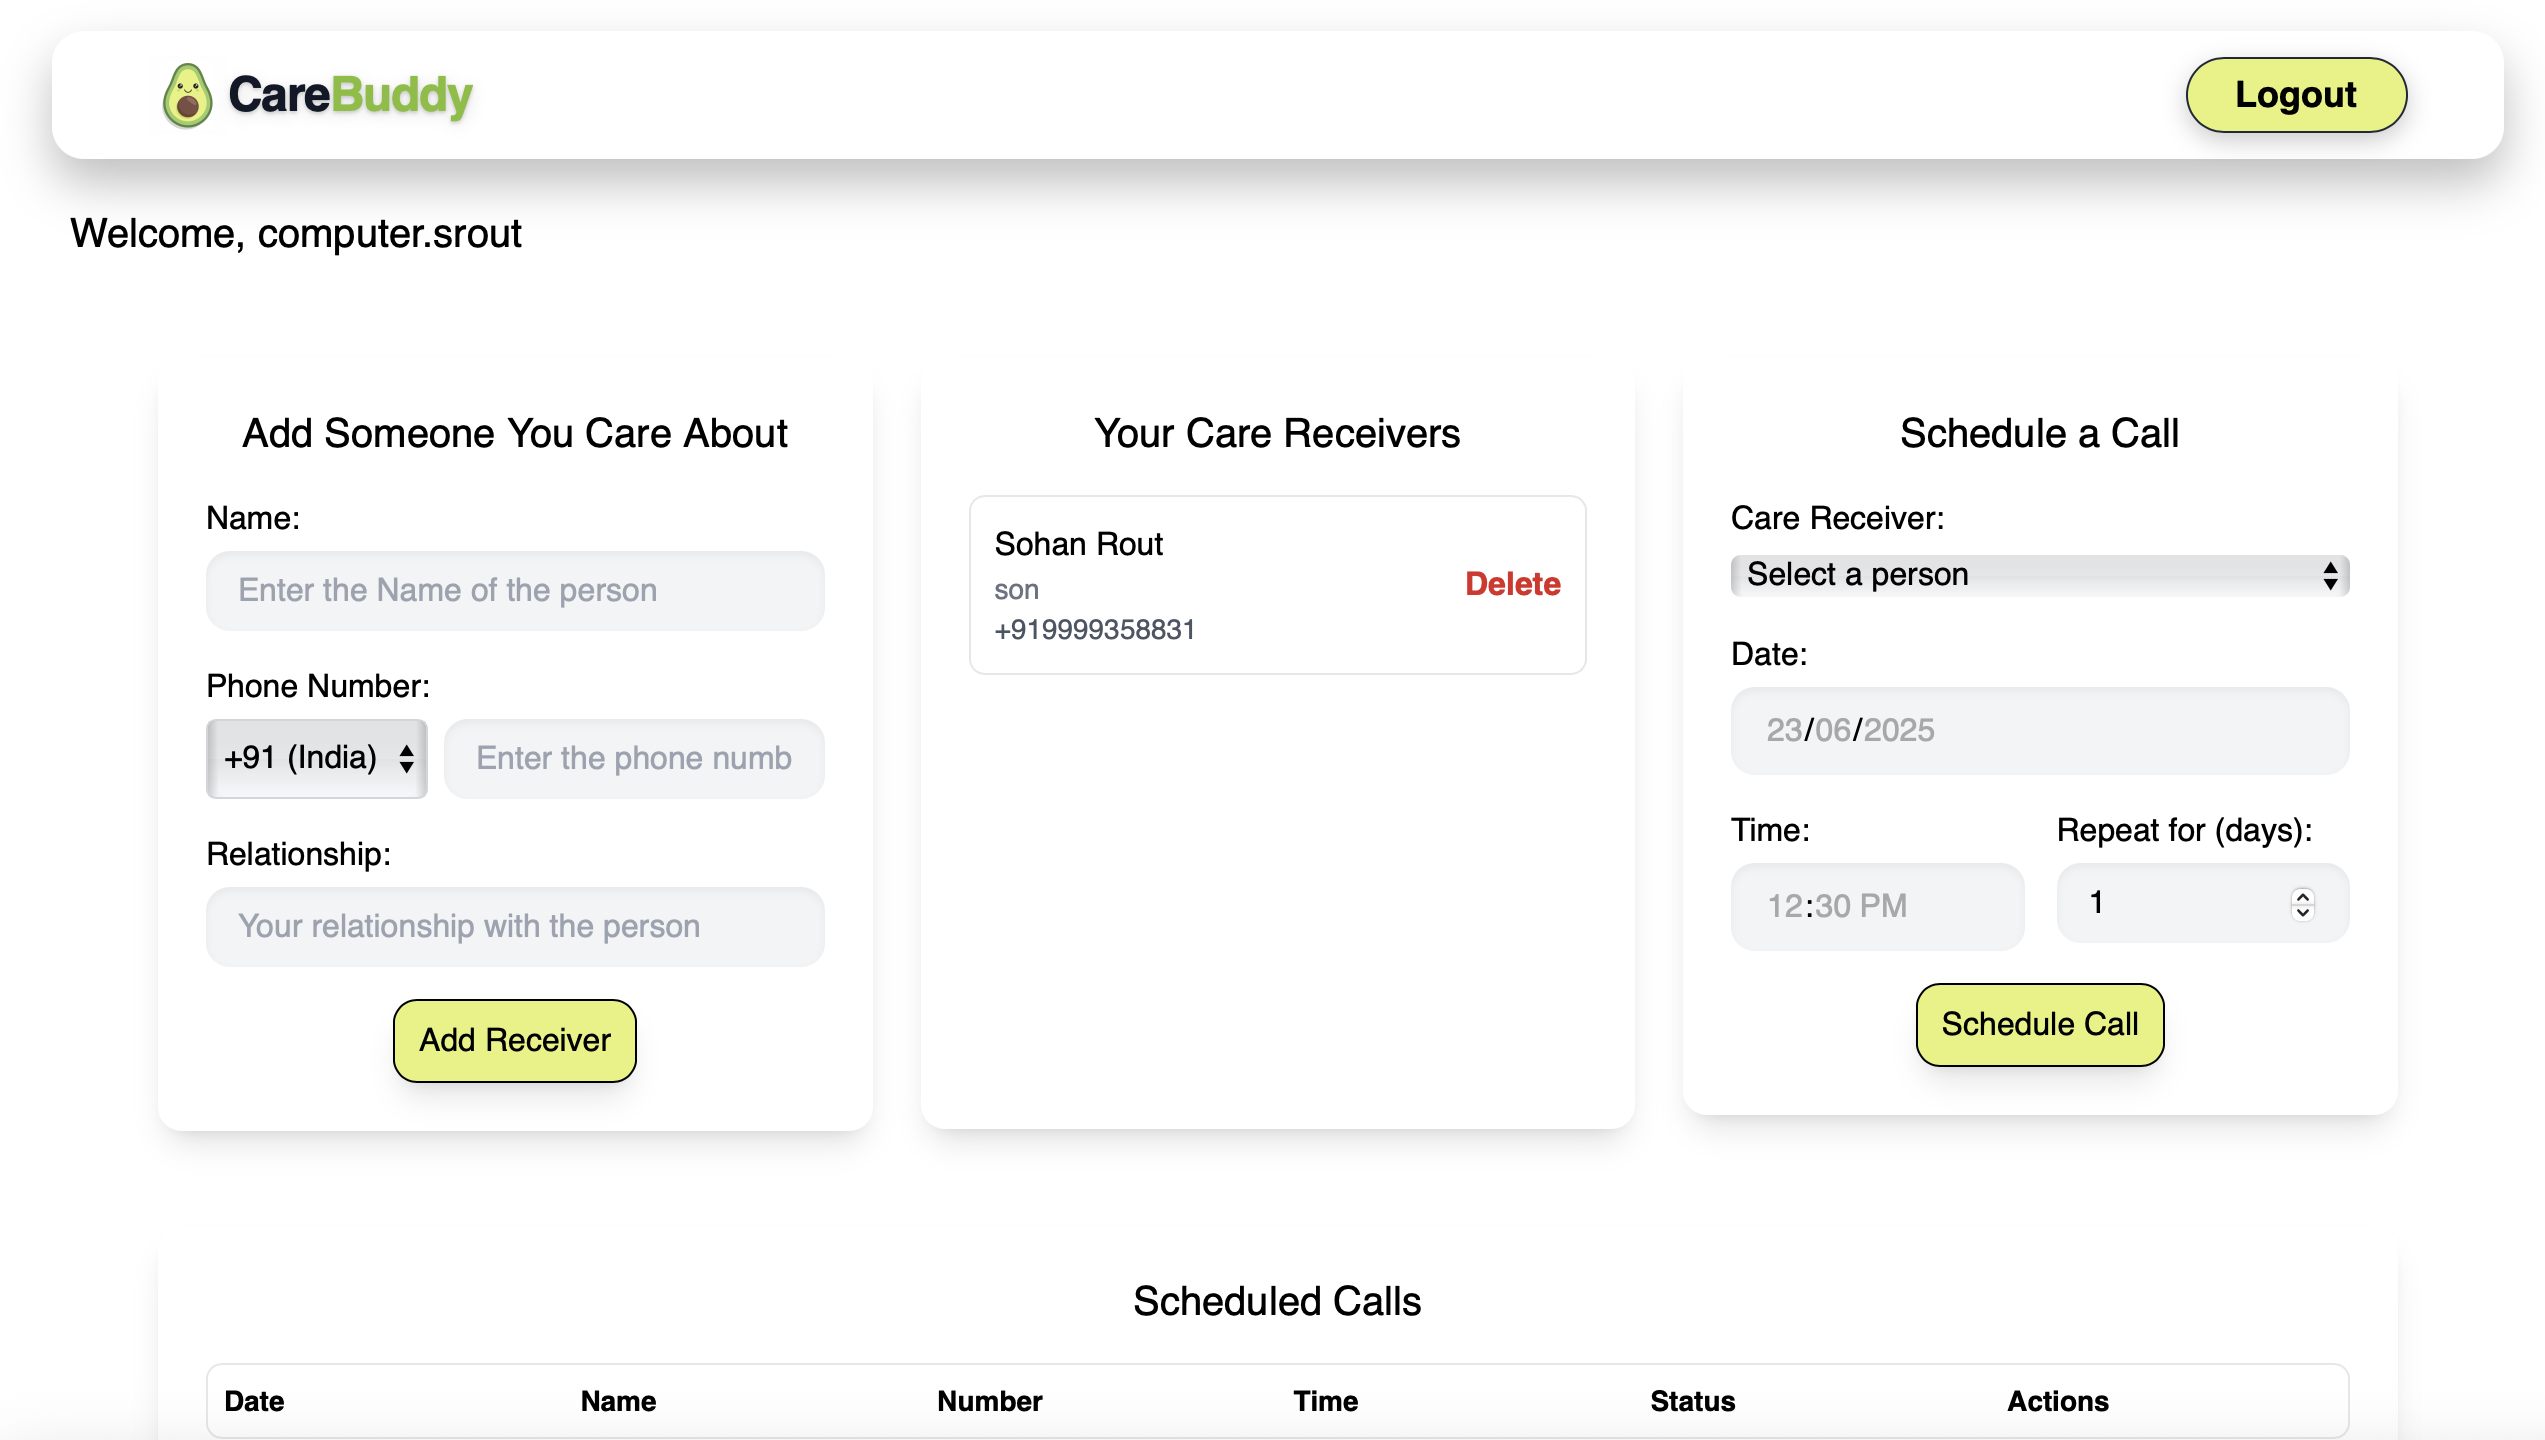 CareBuddy
Logout
Welcome, computer.srout
Add Someone You Care About
Name:
Enter the Name of the person
Phone Number:
+91 (India)
Enter the phone numb
Relationship:
Your relationship with the person
Add Receiver
Your Care Receivers
Sohan Rout
son
+919999358831
Delete
Schedule a Call
Care Receiver:
Select a person
Date:
23/06/2025
Time:
Repeat for (days):
12:30 PM
1
Schedule Call
Scheduled Calls
Date Name Number Time Status Actions